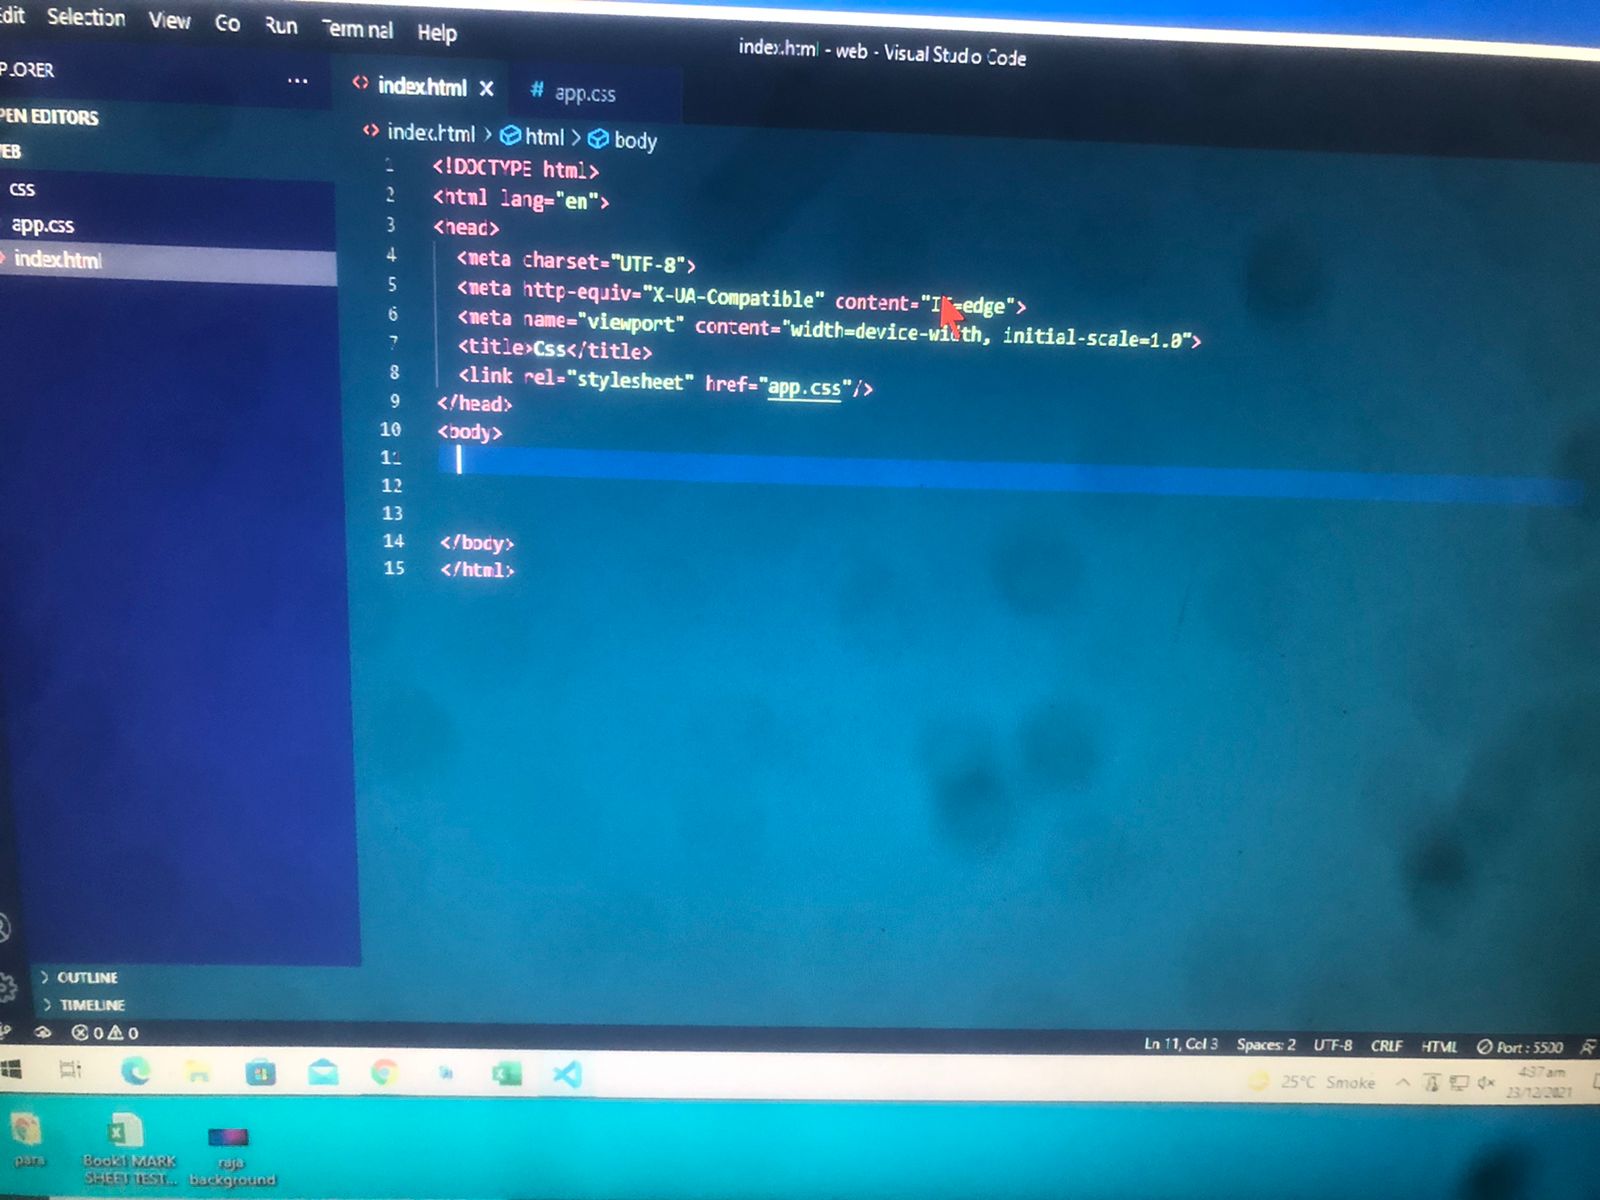 Edit Selection View Go Run Terminal Help
index.html - web - Visual Studio Code
PLORER ...
index.html # app.css
PEN EDITORS
index.html > html > body
EB
css
app.css
index.html
1 <!DOCTYPE html>
2 <html lang="en">
3 <head>
4 <meta charset="UTF-8">
5 <meta http-equiv="X-UA-Compatible" content="IE=edge">
6 <meta name="viewport" content="width=device-width, initial-scale=1.0">
7 <title>Css</title>
8 <link rel="stylesheet" href="app.css"/>
9 </head>
10 <body>
11
12
13
14 </body>
15 </html>
> OUTLINE
> TIMELINE
0 0
Ln 11, Col 3 Spaces: 2 UTF-8 CRLF HTML Port : 5500
25°C Smoke
4:37 am
23/12/2021
para
Book1 MARK
SHEET TEST...
raja
background